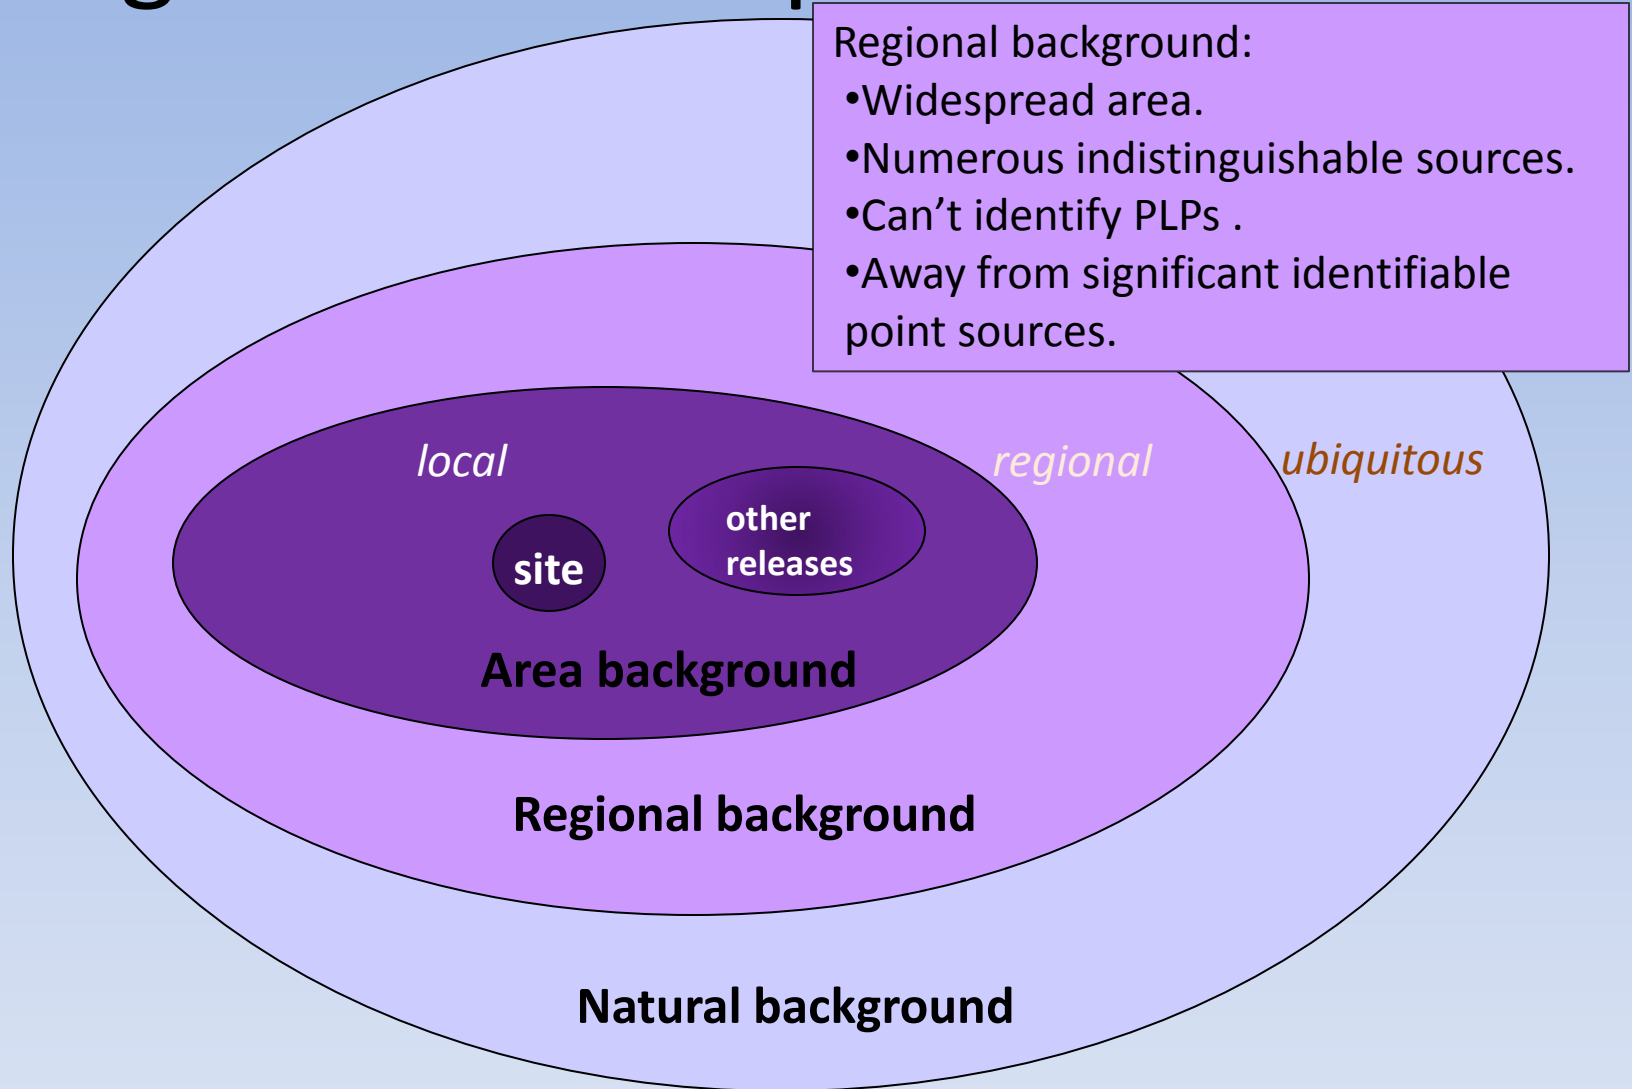 Regional background:
•Widespread area.
•Numerous indistinguishable sources.
•Can’t identify PLPs .
•Away from significant identifiable
point sources.
local
regional
ubiquitous
other
releases
site
Area background
Regional background
Natural background